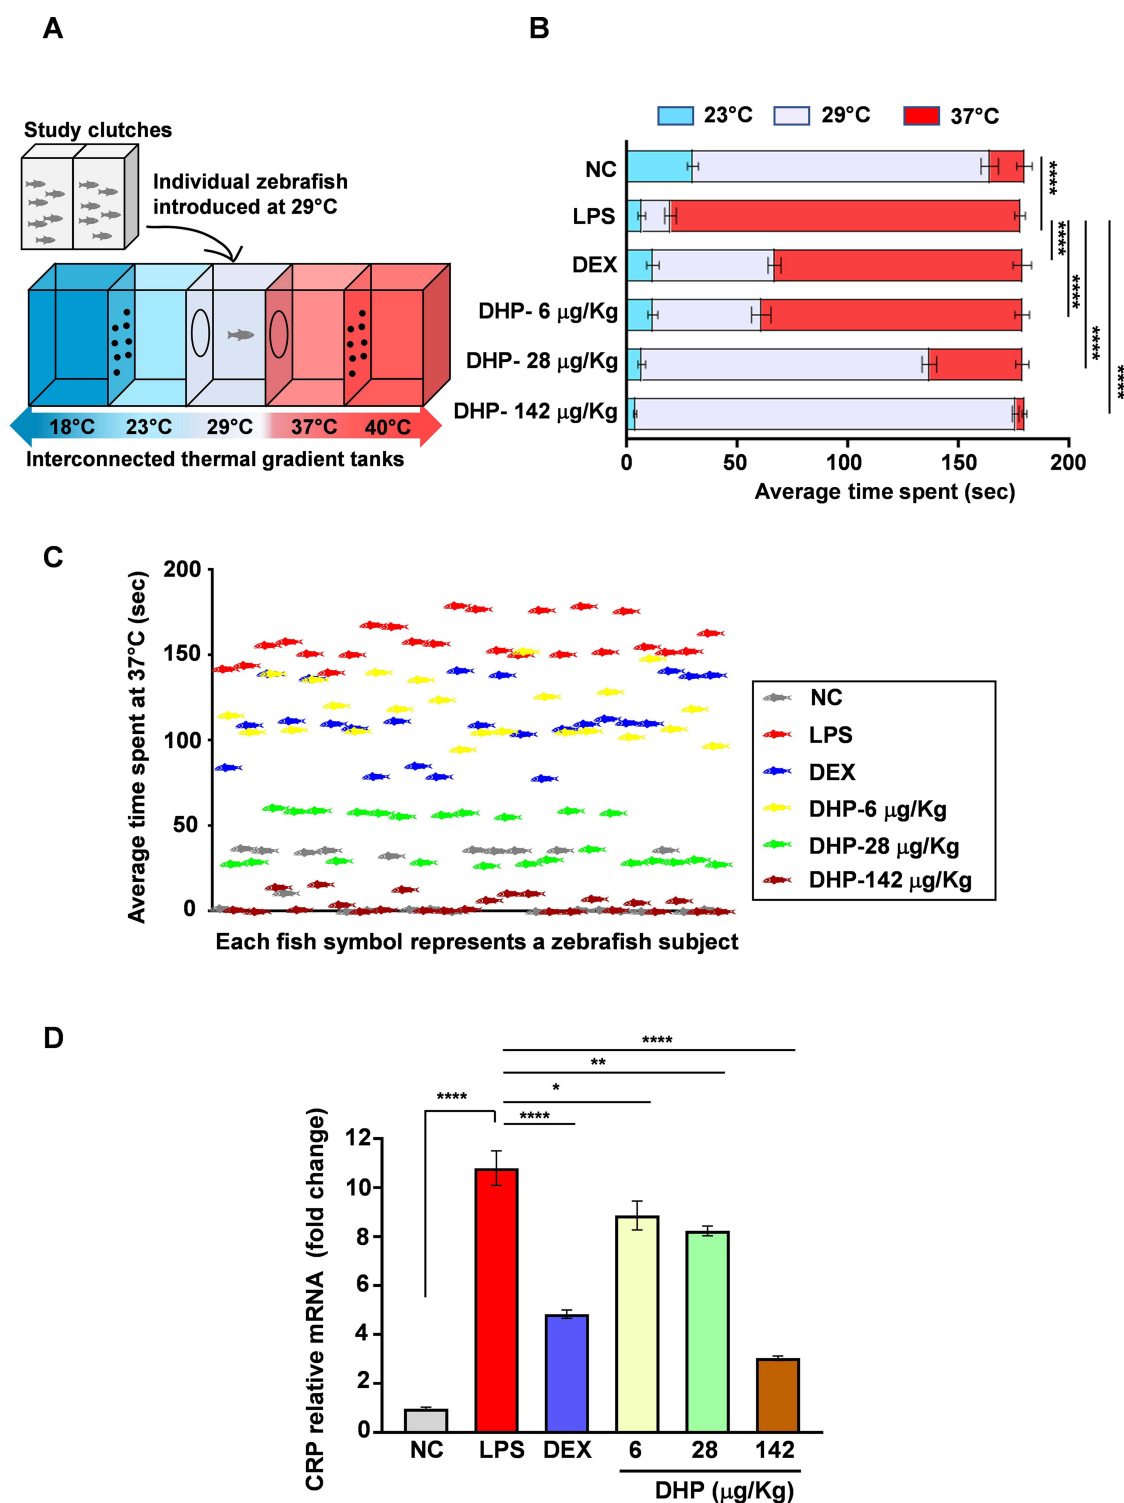 A
Study clutches
Individual zebrafish
introduced at 29°C
18°C 23°C 29°C 37°C 40°C
Interconnected thermal gradient tanks
B
23°C 29°C 37°C
NC
LPS
DEX
DHP- 6 µg/Kg
DHP- 28 µg/Kg
DHP- 142 µg/Kg
****
****
****
****
****
0 50 100 150 200
Average time spent (sec)
C
Average time spent at 37°C (sec)
200
150
100
50
0
Each fish symbol represents a zebrafish subject
NC
LPS
DEX
DHP-6 µg/Kg
DHP-28 µg/Kg
DHP-142 µg/Kg
D
CRP relative mRNA (fold change)
****
**
*
****
****
12
10
8
6
4
2
0
NC LPS DEX 6 28 142
DHP (µg/Kg)